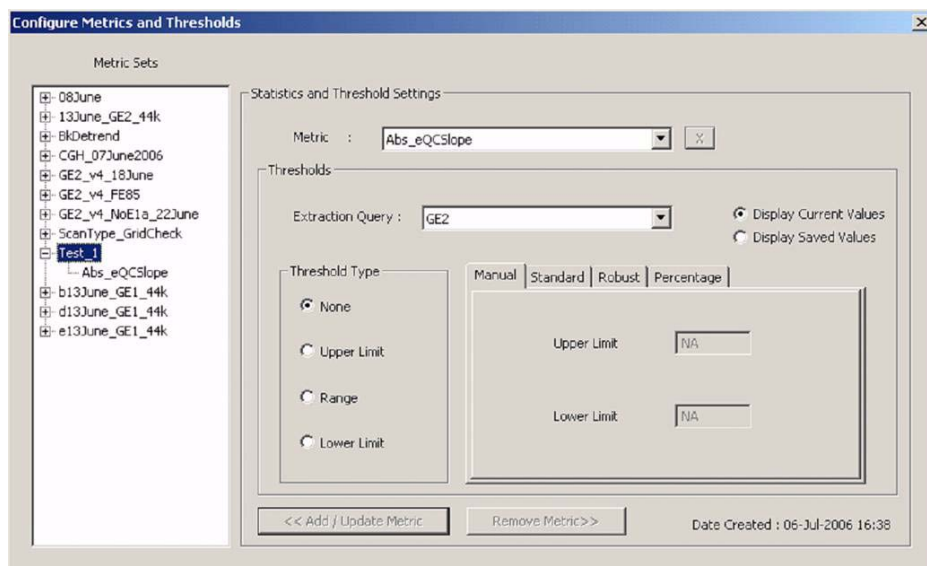 Configure Metrics and Thresholds
Metric Sets
08June
13June_GE2_44k
BkDetrend
CGH_07June2006
GE2_v4_18June
GE2_v4_FE85
GE2_v4_NoE1a_22June
ScanType_GridCheck
Test_1
Abs_eQCSlope
b13June_GE1_44k
d13June_GE1_44k
e13June_GE1_44k
Statistics and Threshold Settings
Metric : Abs_eQCSlope X
Thresholds
Extraction Query : GE2
Display Current Values
Display Saved Values
Threshold Type
None
Upper Limit
Range
Lower Limit
Manual Standard Robust Percentage
Upper Limit NA
Lower Limit NA
<< Add / Update Metric Remove Metric>> Date Created : 06-Jul-2006 16:38